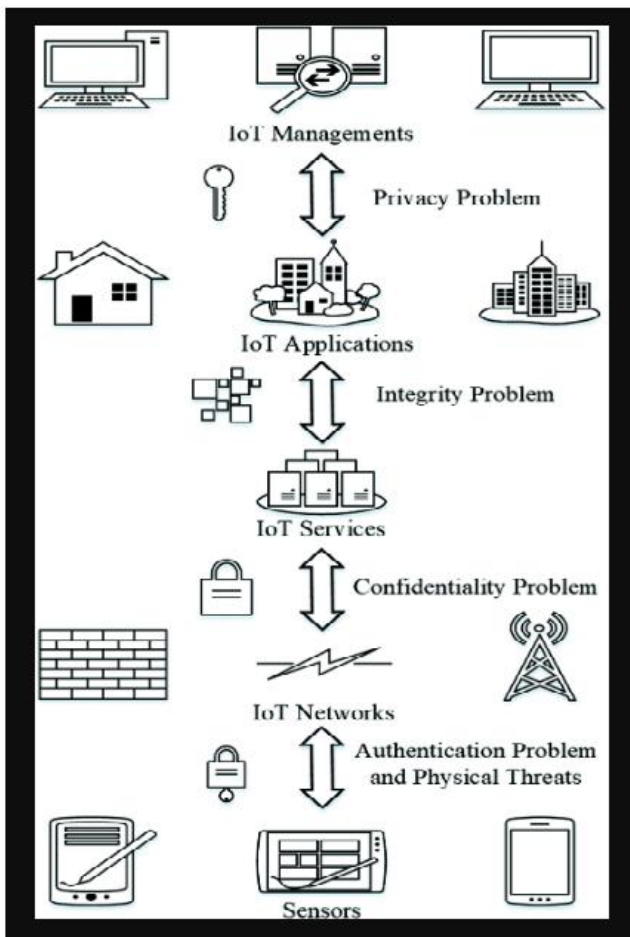 IoT Managements
Privacy Problem
IoT Applications
Integrity Problem
IoT Services
Confidentiality Problem
IoT Networks
Authentication Problem
and Physical Threats
Sensors